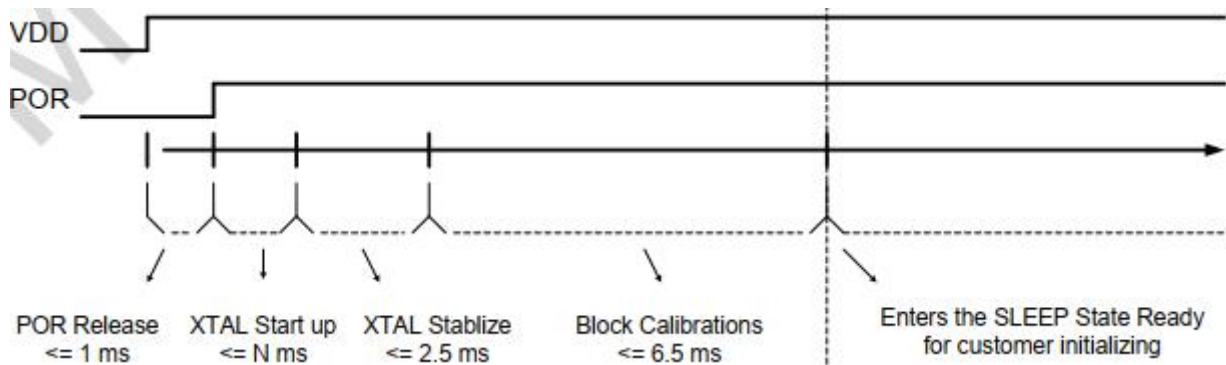 VDD
POR
POR Release
<= 1 ms
XTAL Start up
<= N ms
XTAL Stablize
<= 2.5 ms
Block Calibrations
<= 6.5 ms
Enters the SLEEP State Ready
for customer initializing